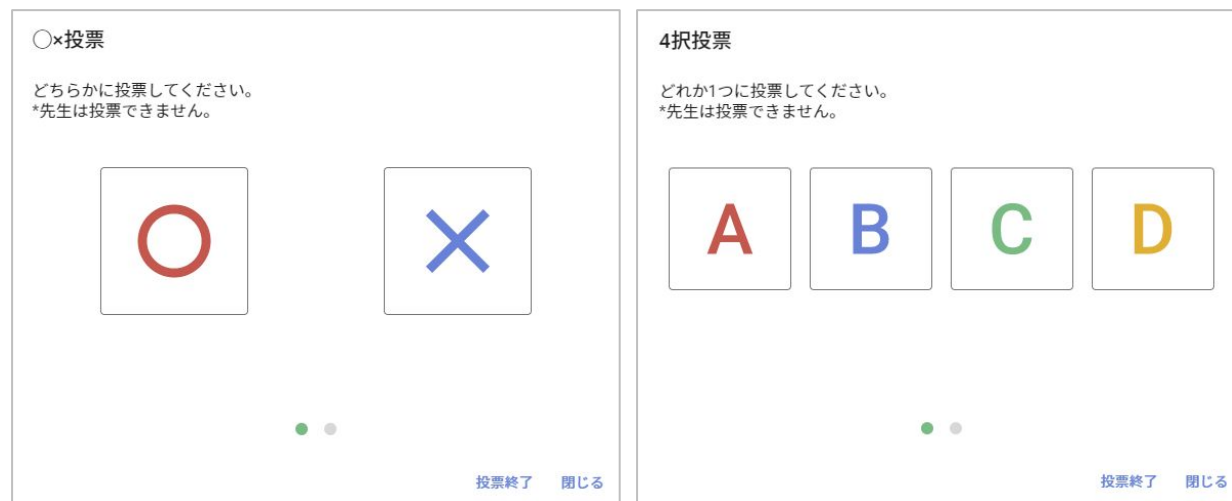 ○×投票
どちらかに投票してください。
*先生は投票できません。
投票終了 閉じる
4択投票
どれか1つに投票してください。
*先生は投票できません。
A B C D
投票終了 閉じる